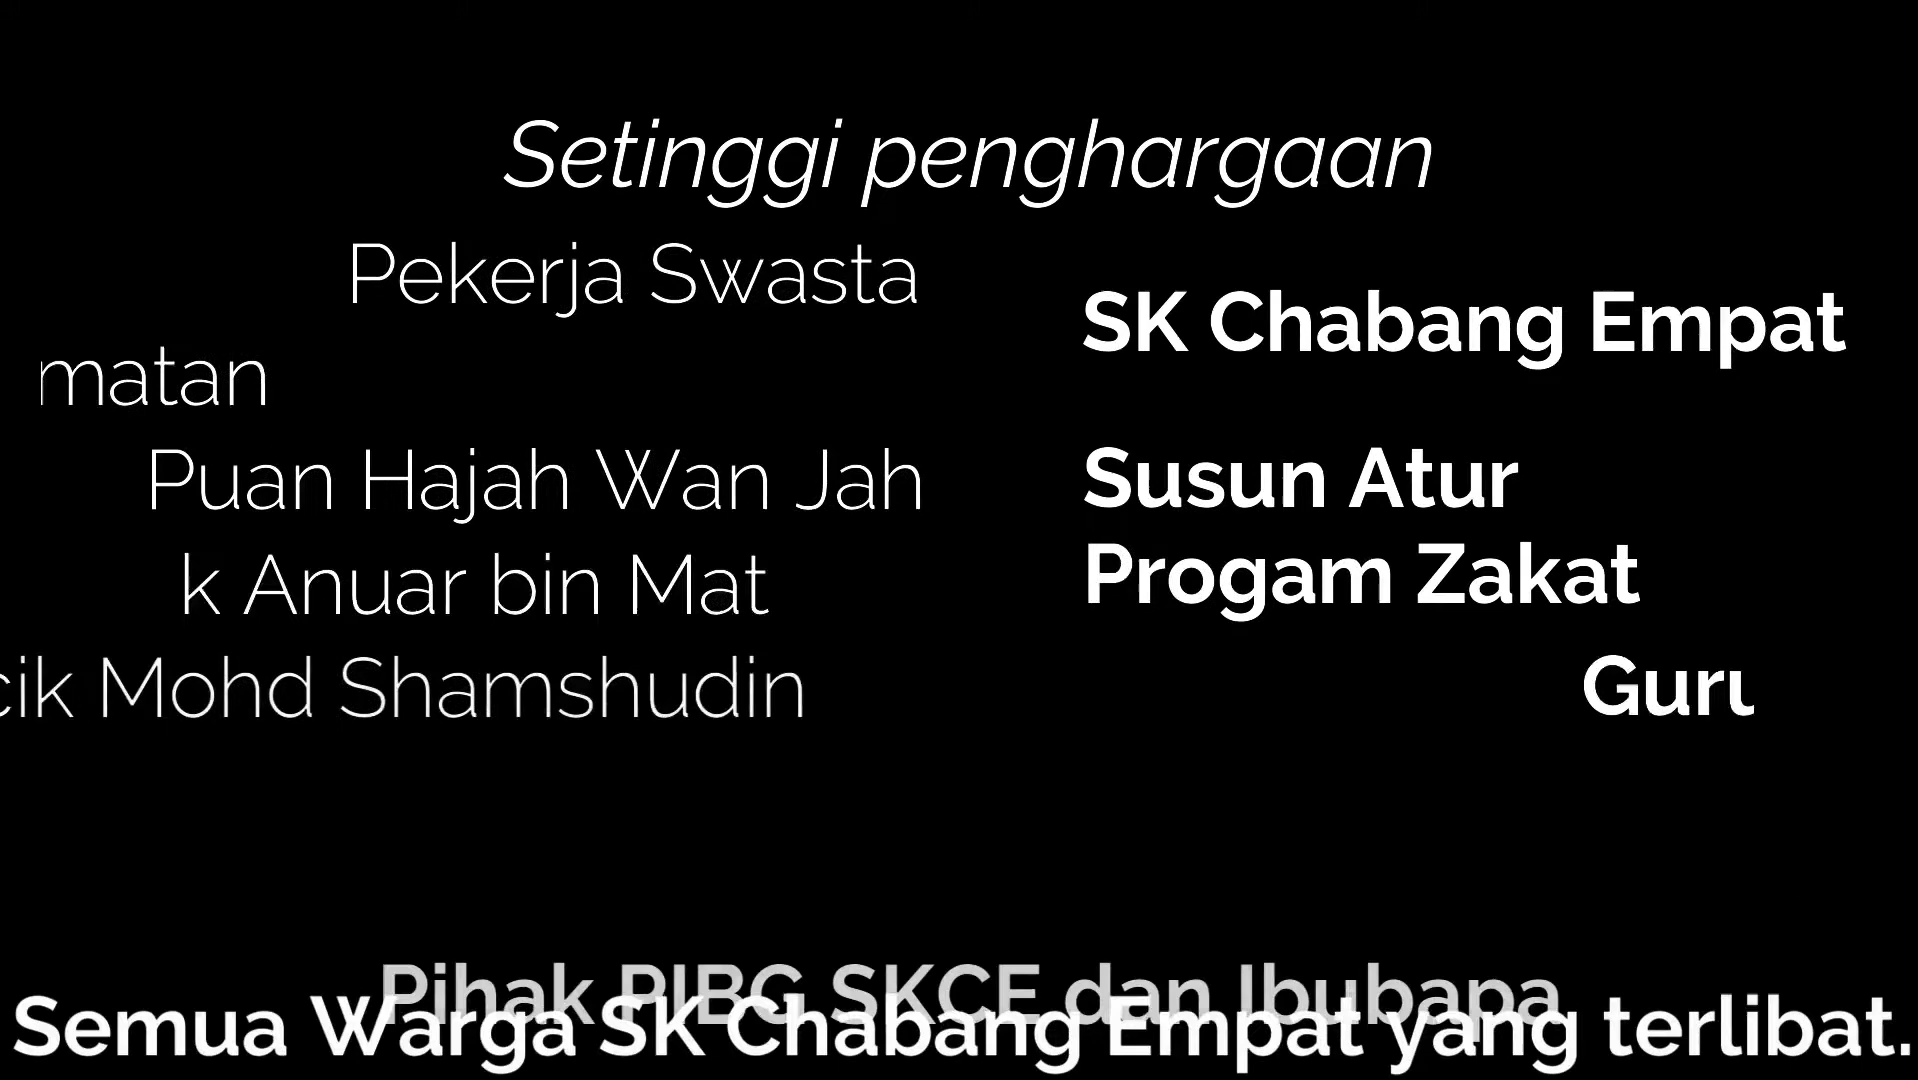 Setinggi penghargaan
Pekerja Swasta
matan
Puan Hajah Wan Jah
k Anuar bin Mat
cik Mohd Shamshudin
SK Chabang Empat
Susun Atur
Progam Zakat
Guru
Pihak PIBG SKCE dan Ibubapa
Semua Warga SK Chabang Empat yang terlibat.